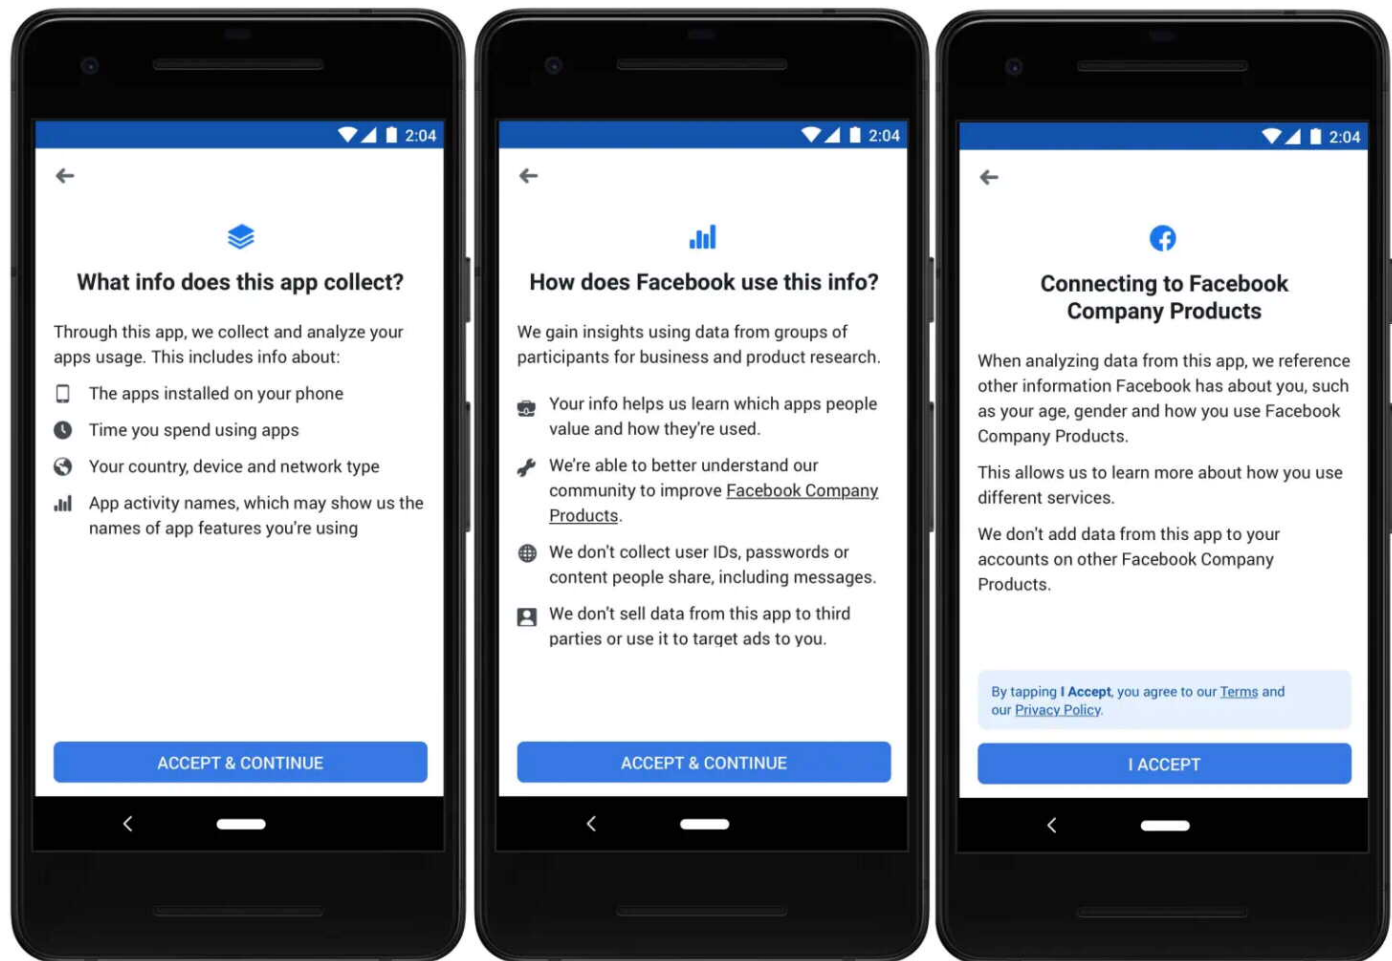 2:04
What info does this app collect?
Through this app, we collect and analyze your
apps usage. This includes info about:
The apps installed on your phone
Time you spend using apps
Your country, device and network type
App activity names, which may show us the
names of app features you're using
ACCEPT & CONTINUE
2:04
How does Facebook use this info?
We gain insights using data from groups of
participants for business and product research.
Your info helps us learn which apps people
value and how they're used.
We're able to better understand our
community to improve Facebook Company
Products.
We don't collect user IDs, passwords or
content people share, including messages.
We don't sell data from this app to third
parties or use it to target ads to you.
ACCEPT & CONTINUE
2:04
Connecting to Facebook
Company Products
When analyzing data from this app, we reference
other information Facebook has about you, such
as your age, gender and how you use Facebook
Company Products.
This allows us to learn more about how you use
different services.
We don't add data from this app to your
accounts on other Facebook Company
Products.
By tapping I Accept, you agree to our Terms and
our Privacy Policy.
I ACCEPT